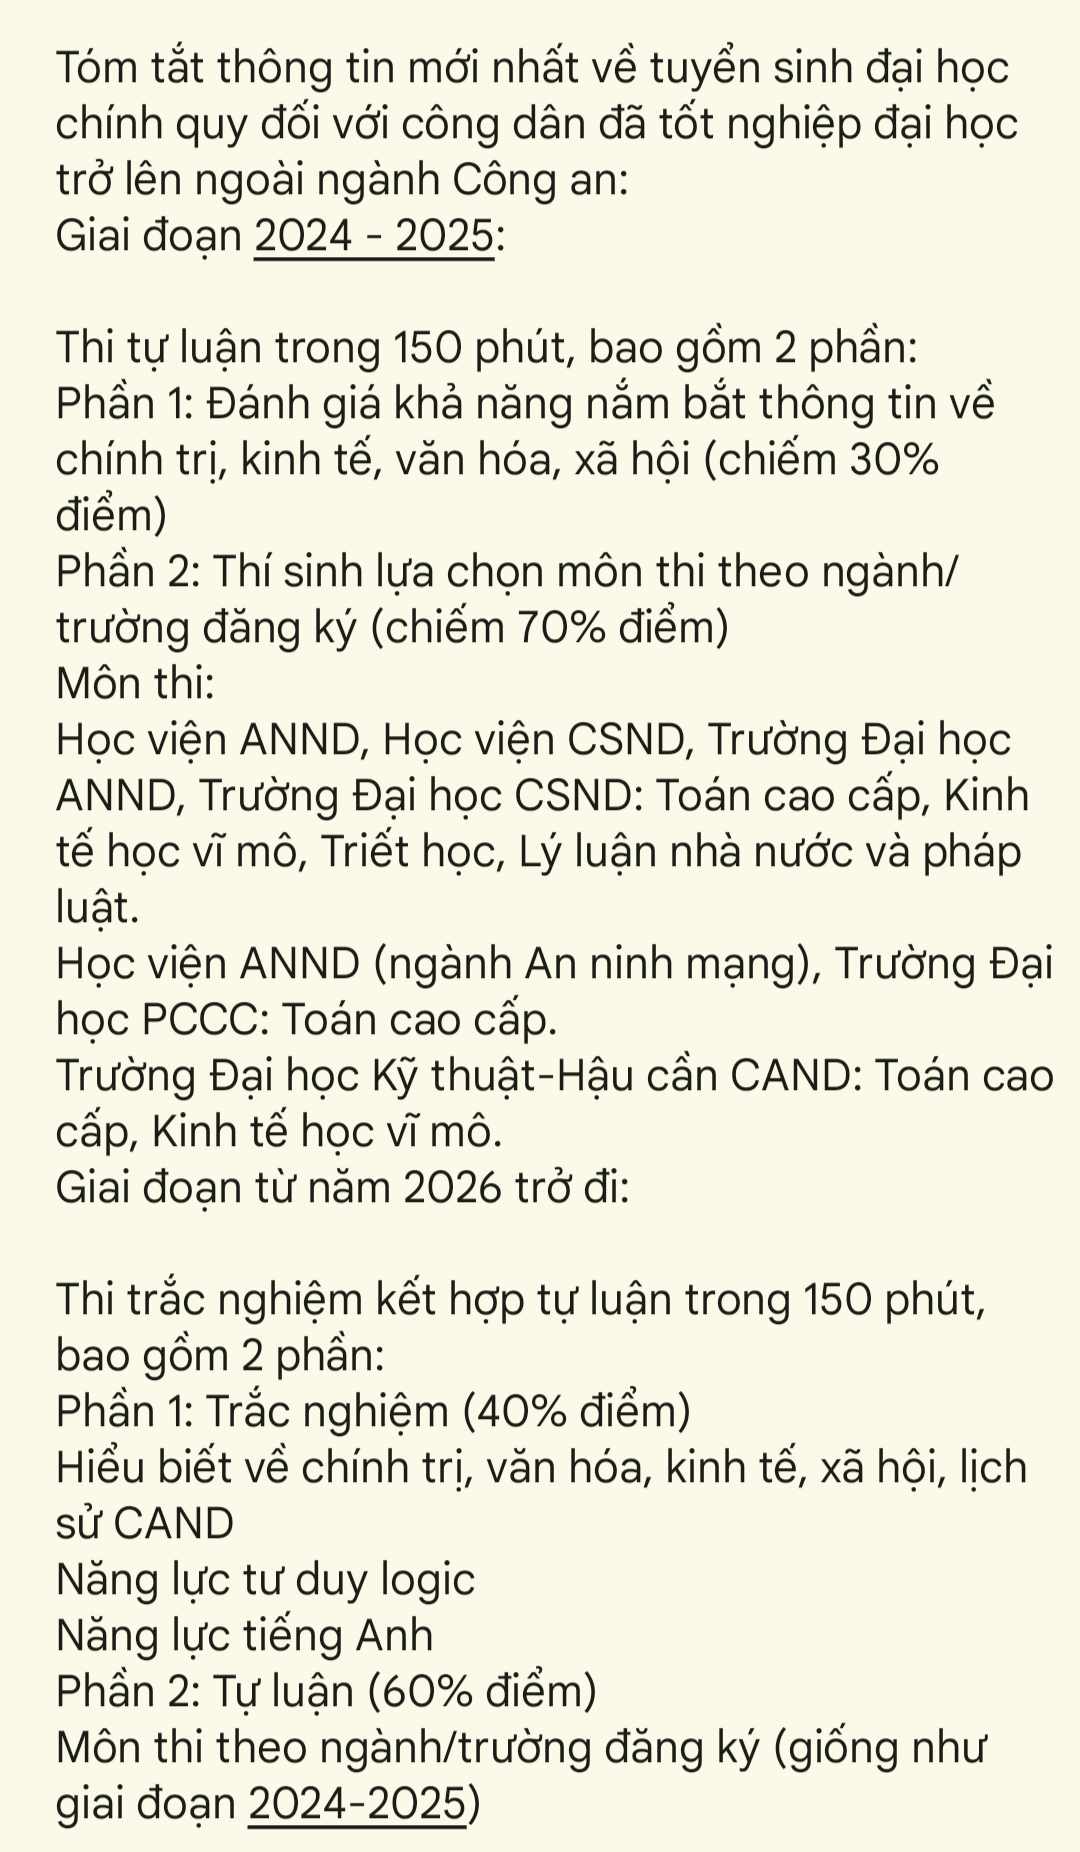 Tóm tắt thông tin mới nhất về tuyển sinh đại học
chính quy đối với công dân đã tốt nghiệp đại học
trở lên ngoài ngành Công an:
Giai đoạn 2024 - 2025:
Thi tự luận trong 150 phút, bao gồm 2 phần:
Phần 1: Đánh giá khả năng nắm bắt thông tin về
chính trị, kinh tế, văn hóa, xã hội (chiếm 30%
điểm)
Phần 2: Thí sinh lựa chọn môn thi theo ngành/
trường đăng ký (chiếm 70% điểm)
Môn thi:
Học viện ANND, Học viện CSND, Trường Đại học
ANND, Trường Đại học CSND: Toán cao cấp, Kinh
tế học vĩ mô, Triết học, Lý luận nhà nước và pháp
luật.
Học viện ANND (ngành An ninh mạng), Trường Đại
học PCCC: Toán cao cấp.
Trường Đại học Kỹ thuật-Hậu cần CAND: Toán cao
cấp, Kinh tế học vĩ mô.
Giai đoạn từ năm 2026 trở đi:
Thi trắc nghiệm kết hợp tự luận trong 150 phút,
bao gồm 2 phần:
Phần 1: Trắc nghiệm (40% điểm)
Hiểu biết về chính trị, văn hóa, kinh tế, xã hội, lịch
sử CAND
Năng lực tư duy logic
Năng lực tiếng Anh
Phần 2: Tự luận (60% điểm)
Môn thi theo ngành/trường đăng ký (giống như
giai đoạn 2024-2025)